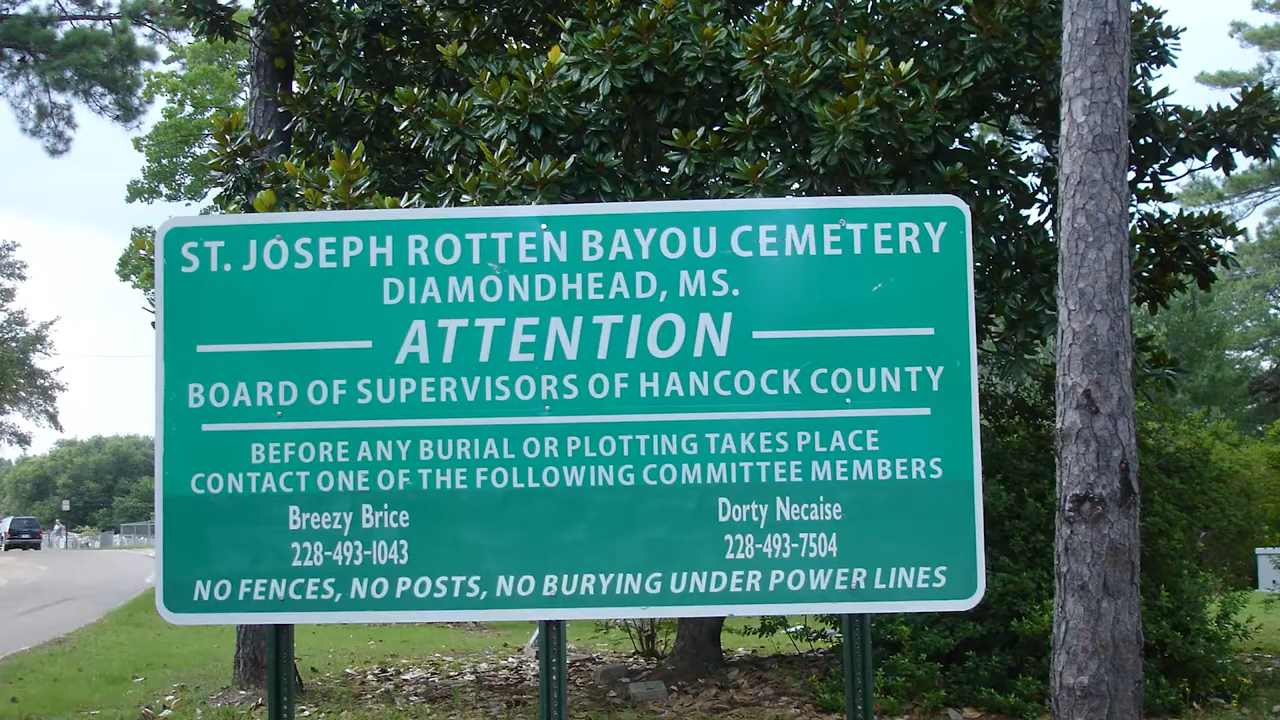 ST. JOSEPH ROTTEN BAYOU CEMETERY
DIAMONDHEAD, MS.
ATTENTION
BOARD OF SUPERVISORS OF HANCOCK COUNTY
BEFORE ANY BURIAL OR PLOTTING TAKES PLACE
CONTACT ONE OF THE FOLLOWING COMMITTEE MEMBERS
Breezy Brice Dorty Necaise
228-493-1043 228-493-7504
NO FENCES, NO POSTS, NO BURYING UNDER POWER LINES